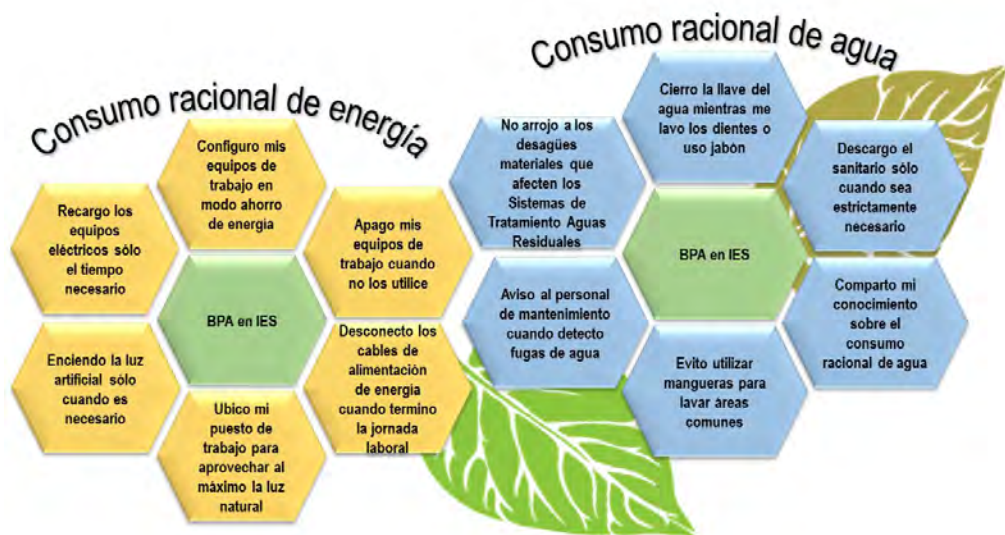 Consumo racional de energía
Configuro mis
equipos de
trabajo en
modo ahorro
de energía
Recargo los
equipos
eléctricos sólo
el tiempo
necesario
Apago mis
equipos de
trabajo cuando
no los utilice
BPA en IES
Enciendo la luz
artificial sólo
cuando es
necesario
Desconecto los
cables de
alimentación
de energía
cuando termino
la jornada
laboral
Ubico mi
puesto de
trabajo para
aprovechar al
máximo la luz
natural
Consumo racional de agua
Cierro la llave del
agua mientras me
lavo los dientes o
uso jabón
No arrojo a los
desagües
materiales que
afecten los
Sistemas de
Tratamiento Aguas
Residuales
Descargo el
sanitario sólo
cuando sea
estrictamente
necesario
BPA en IES
Aviso al personal
de mantenimiento
cuando detecto
fugas de agua
Comparto mi
conocimiento
sobre el
consumo
racional de agua
Evito utilizar
mangueras para
lavar áreas
comunes